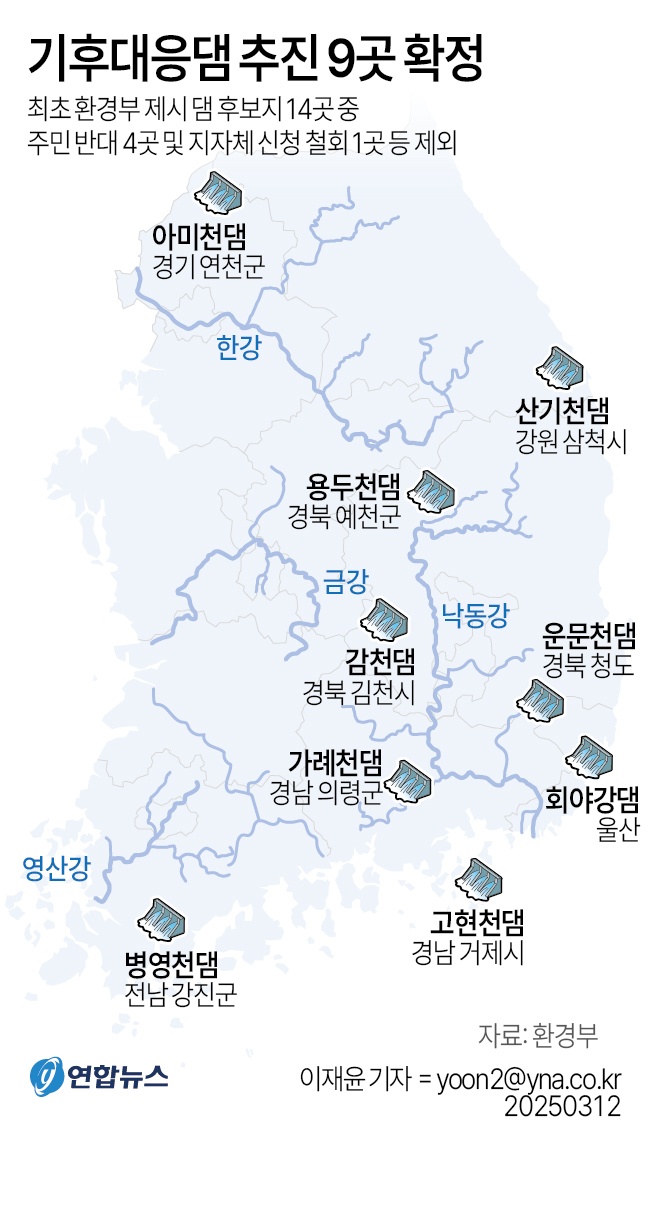 기후대응댐 추진 9곳 확정
최초 환경부 제시 댐 후보지 14곳 중
주민 반대 4곳 및 지자체 신청 철회 1곳 등 제외
아미천댐
경기 연천군
한강
산기천댐
강원 삼척시
용두천댐
경북 예천군
금강
낙동강
운문천댐
경북 청도
감천댐
경북 김천시
가례천댐
경남 의령군
회야강댐
울산
영산강
고현천댐
경남 거제시
병영천댐
전남 강진군
자료: 환경부
y 연합뉴스
이재윤 기자 = yoon2@yna.co.kr
20250312